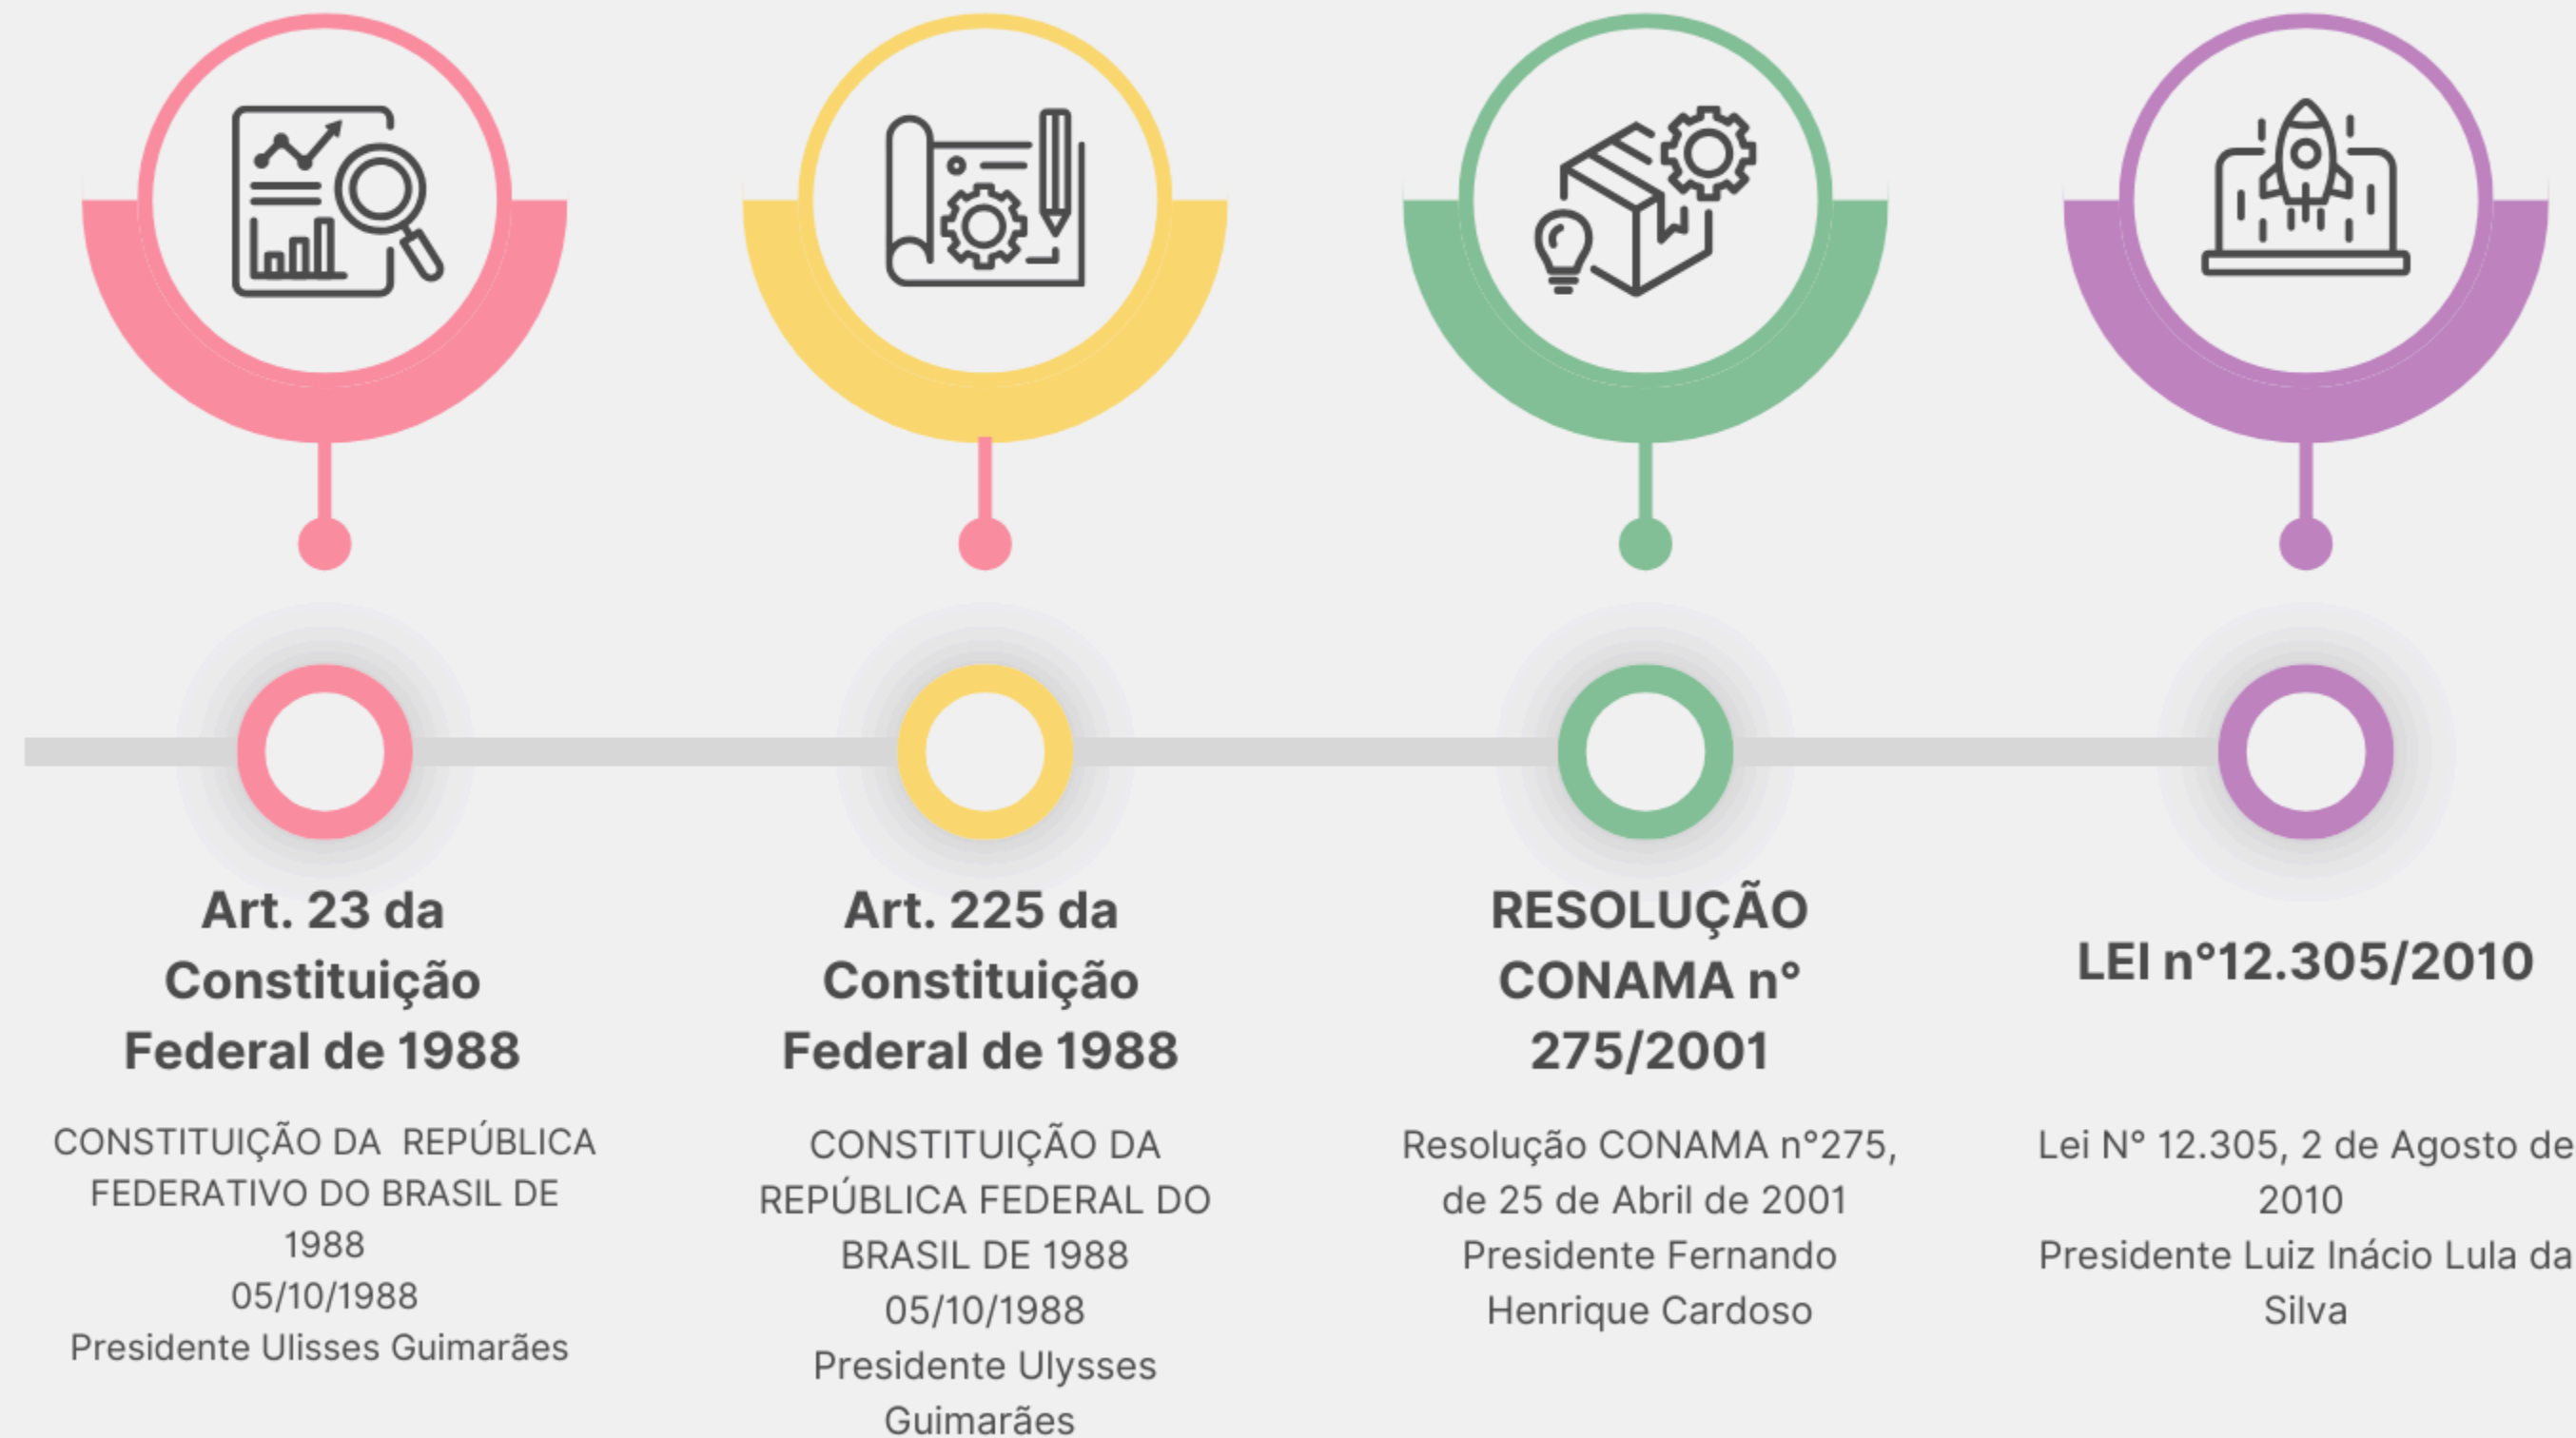 Art. 23 da
Constituição
Federal de 1988
CONSTITUIÇÃO DA  REPÚBLICA
FEDERATIVO DO BRASIL DE
1988
05/10/1988
Presidente Ulisses Guimarães
Art. 225 da
Constituição
Federal de 1988
CONSTITUIÇÃO DA
REPÚBLICA FEDERAL DO
BRASIL DE 1988
05/10/1988
Presidente Ulysses
Guimarães
RESOLUÇÃO
CONAMA n°
275/2001
Resolução CONAMA n°275,
de 25 de Abril de 2001
Presidente Fernando
Henrique Cardoso
LEI n°12.305/2010
Lei N° 12.305, 2 de Agosto de
2010
Presidente Luiz Inácio Lula da
Silva